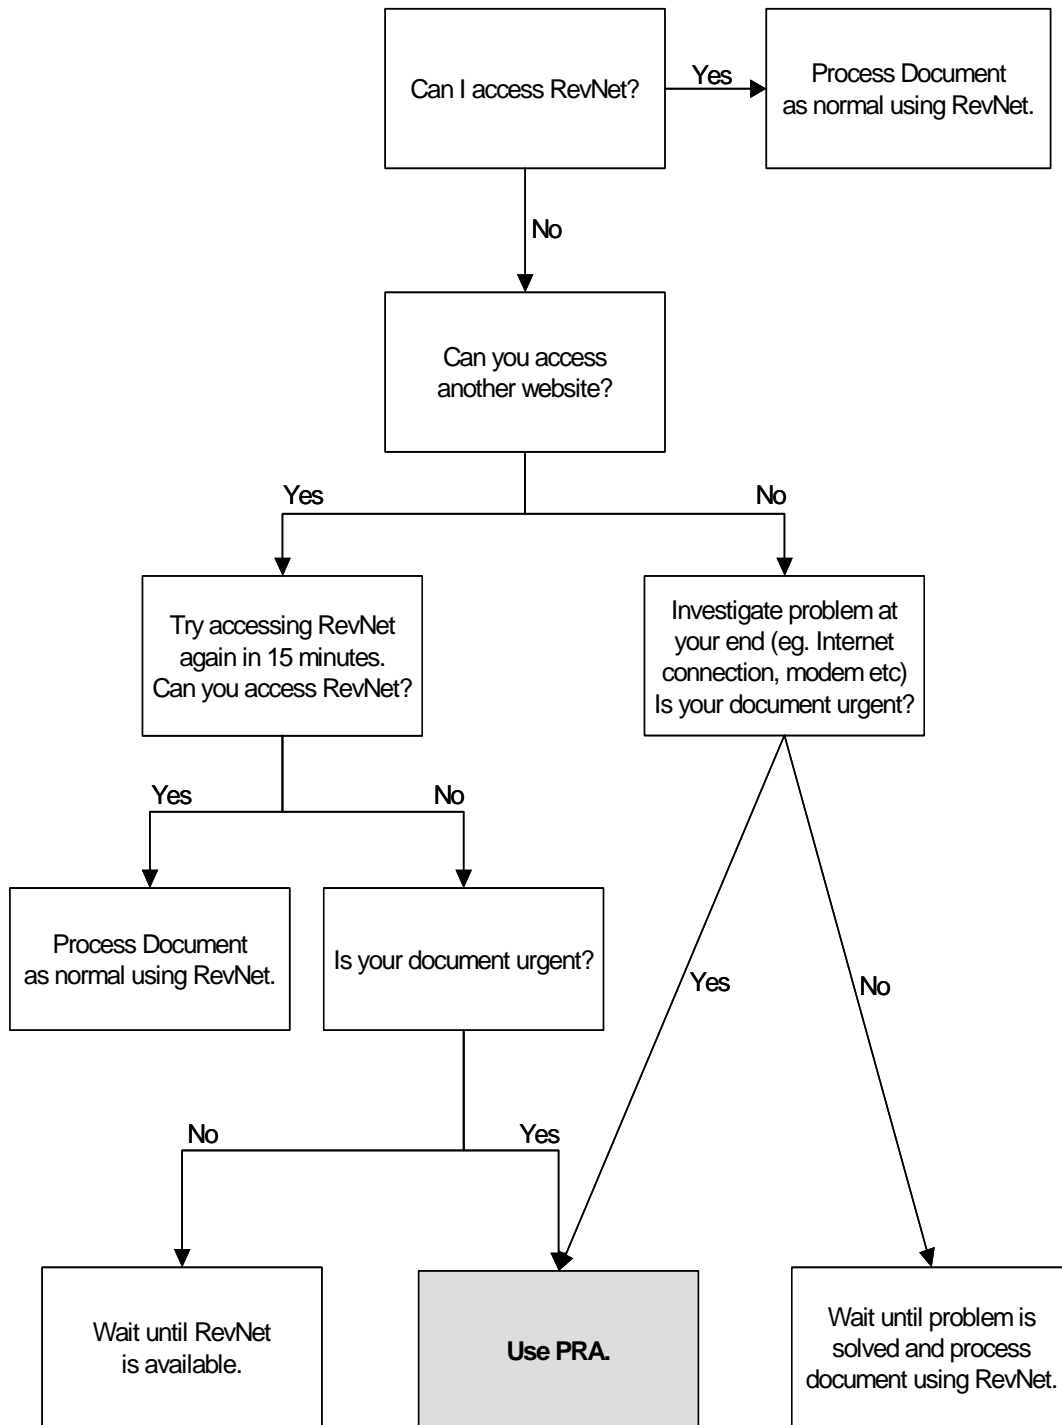 Can I access RevNet?
Yes
Process Document
as normal using RevNet.
No
Can you access
another website?
Yes
No
Try accessing RevNet
again in 15 minutes.
Can you access RevNet?
Investigate problem at
your end (eg. Internet
connection, modem etc)
Is your document urgent?
Yes
No
Process Document
as normal using RevNet.
Is your document urgent?
Yes
No
No
Yes
Wait until RevNet
is available.
Use PRA.
Wait until problem is
solved and process
document using RevNet.